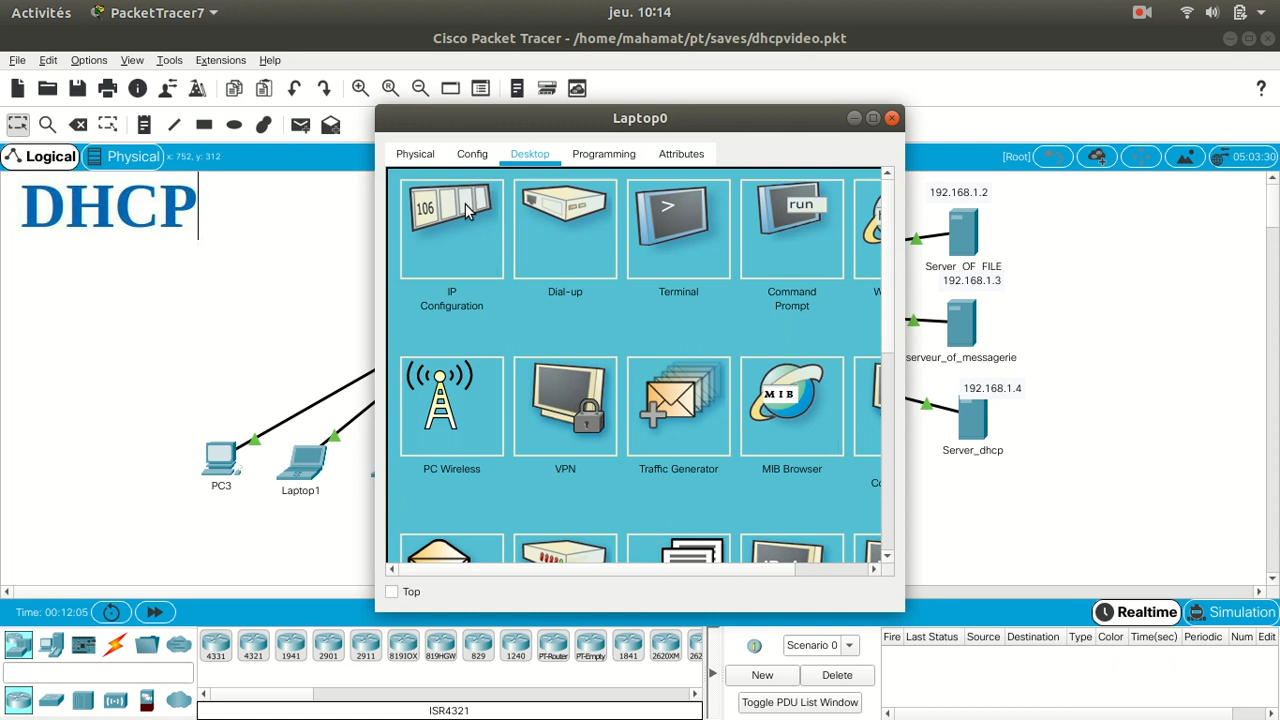 Activités
PacketTracer7
jeu. 10:14
Cisco Packet Tracer - /home/mahamat/pt/saves/dhcpvideo.pkt
File Edit Options View Tools Extensions Help
?
Logical
Physical
x: 752, y: 312
[Root]
05:03:30
DHCP
Laptop0
Physical Config Desktop Programming Attributes
106
>
run
IP
Configuration
Dial-up
Terminal
Command
Prompt
W
PC Wireless
VPN
Traffic Generator
MIB
MIB Browser
Co
Top
192.168.1.2
Server_OF_FILE
192.168.1.3
serveur_of_messagerie
192.168.1.4
Server_dhcp
PC3
Laptop1
Time: 00:12:05
Realtime
Simulation
4331 4321 1941 2901 2911 819IOX 819HGW 829 1240 PT-Router PT-Empty 1841 2620XM 262
ISR4321
Scenario 0
New
Delete
Toggle PDU List Window
Fire Last Status Source Destination Type Color Time(sec) Periodic Num Edit